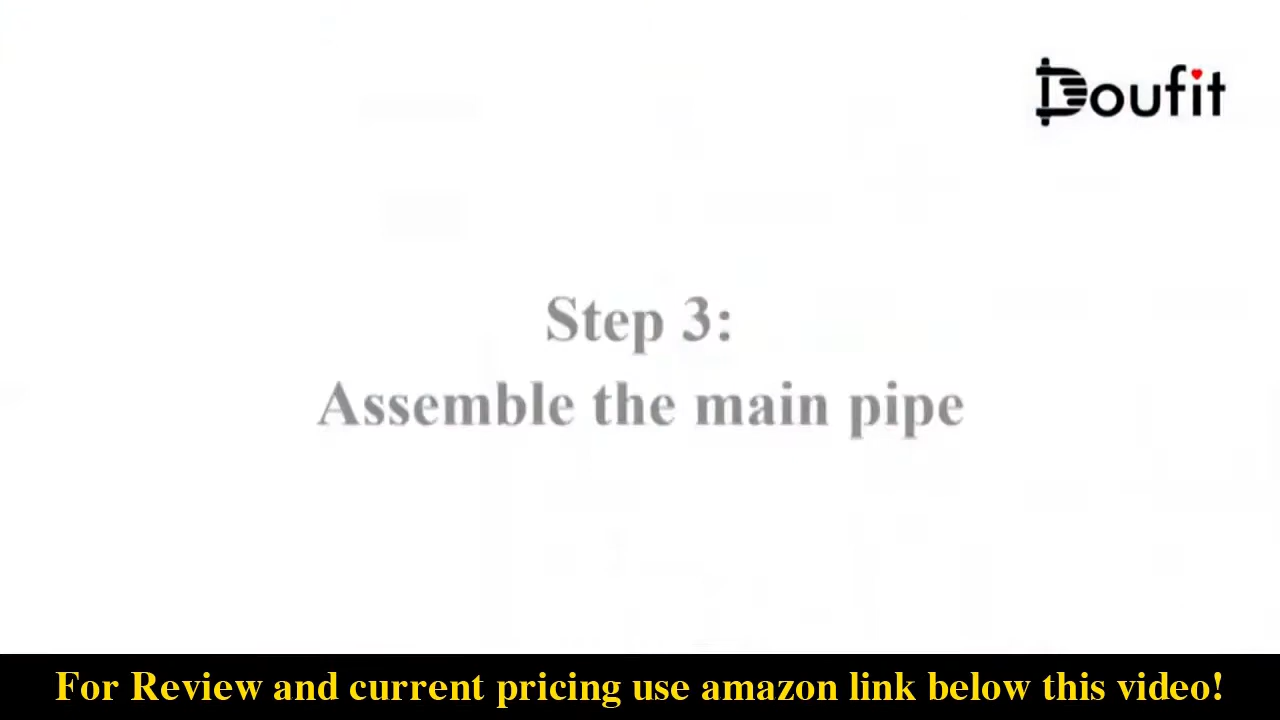 Doufit
Step 3:
Assemble the main pipe
For Review and current pricing use amazon link below this video!